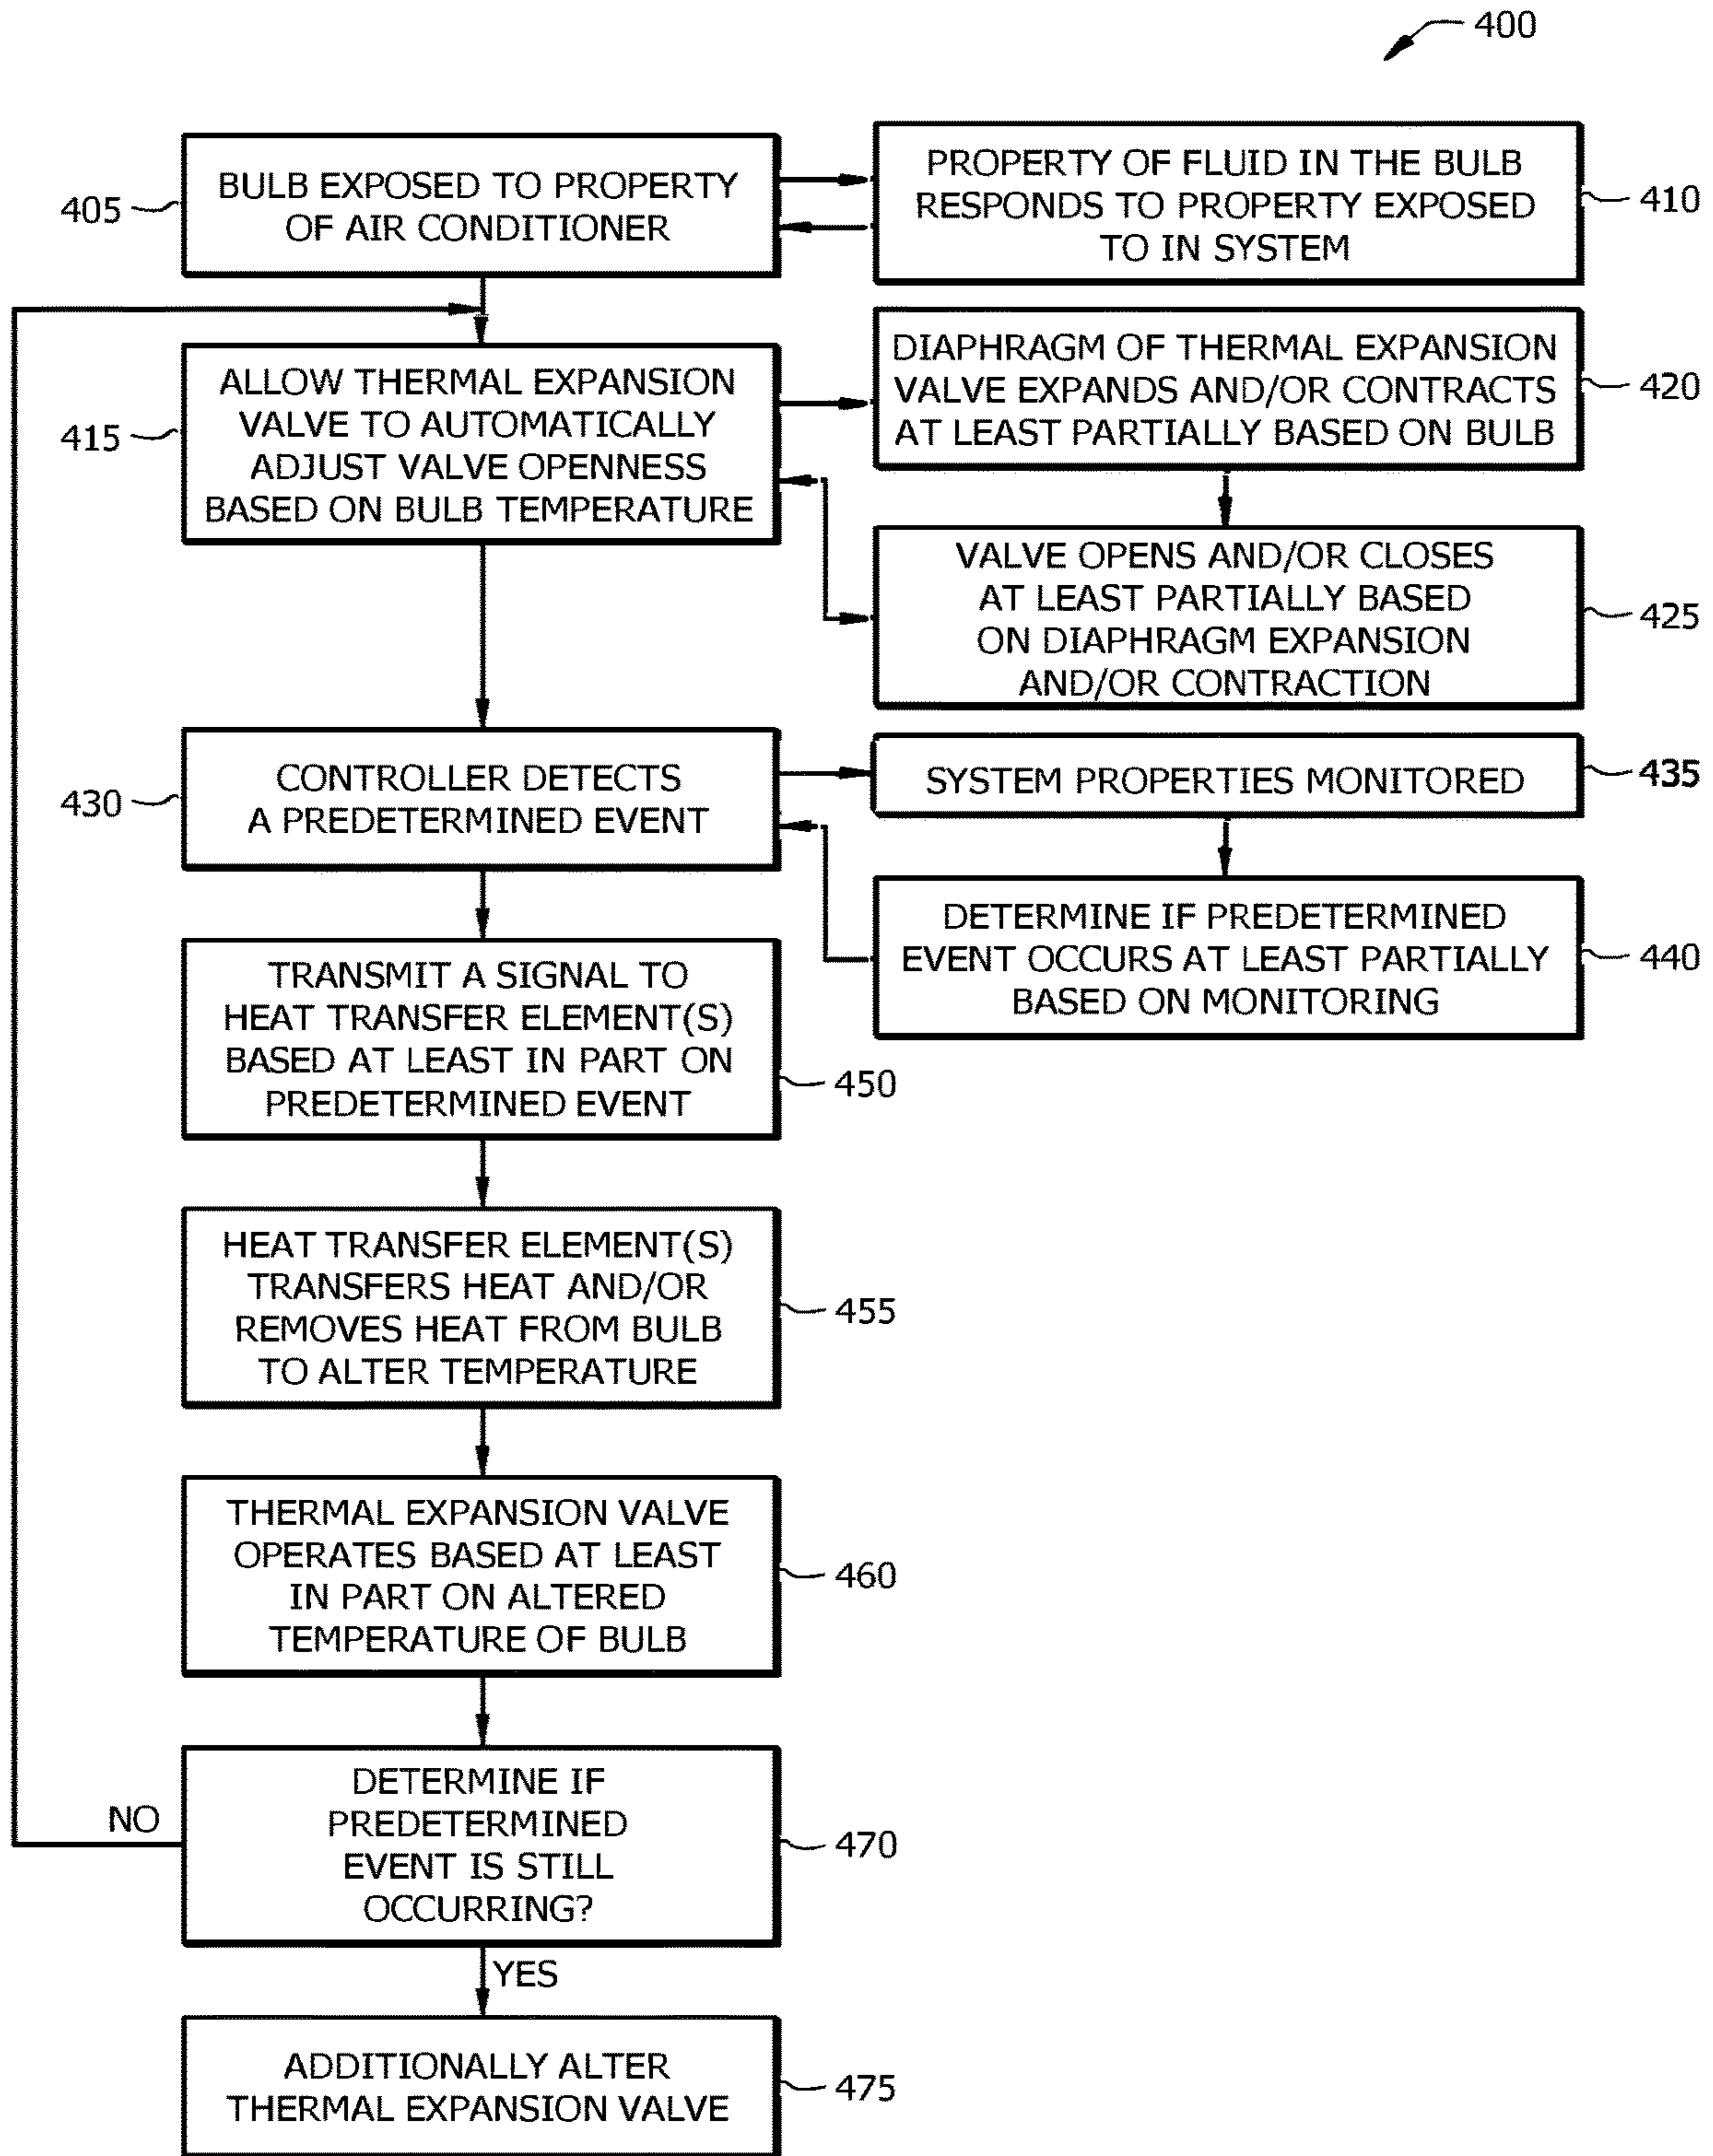 400
BULB EXPOSED TO PROPERTY
OF AIR CONDITIONER
405
PROPERTY OF FLUID IN THE BULB
RESPONDS TO PROPERTY EXPOSED
TO IN SYSTEM
410
ALLOW THERMAL EXPANSION
VALVE TO AUTOMATICALLY
ADJUST VALVE OPENNESS
BASED ON BULB TEMPERATURE
415
DIAPHRAGM OF THERMAL EXPANSION
VALVE EXPANDS AND/OR CONTRACTS
AT LEAST PARTIALLY BASED ON BULB
420
VALVE OPENS AND/OR CLOSES
AT LEAST PARTIALLY BASED
ON DIAPHRAGM EXPANSION
AND/OR CONTRACTION
425
CONTROLLER DETECTS
A PREDETERMINED EVENT
430
SYSTEM PROPERTIES MONITORED
435
DETERMINE IF PREDETERMINED
EVENT OCCURS AT LEAST PARTIALLY
BASED ON MONITORING
440
TRANSMIT A SIGNAL TO
HEAT TRANSFER ELEMENT(S)
BASED AT LEAST IN PART ON
PREDETERMINED EVENT
450
HEAT TRANSFER ELEMENT(S)
TRANSFERS HEAT AND/OR
REMOVES HEAT FROM BULB
TO ALTER TEMPERATURE
455
THERMAL EXPANSION VALVE
OPERATES BASED AT LEAST
IN PART ON ALTERED
TEMPERATURE OF BULB
460
DETERMINE IF
PREDETERMINED
EVENT IS STILL
OCCURRING?
470
NO
YES
ADDITIONALLY ALTER
THERMAL EXPANSION VALVE
475